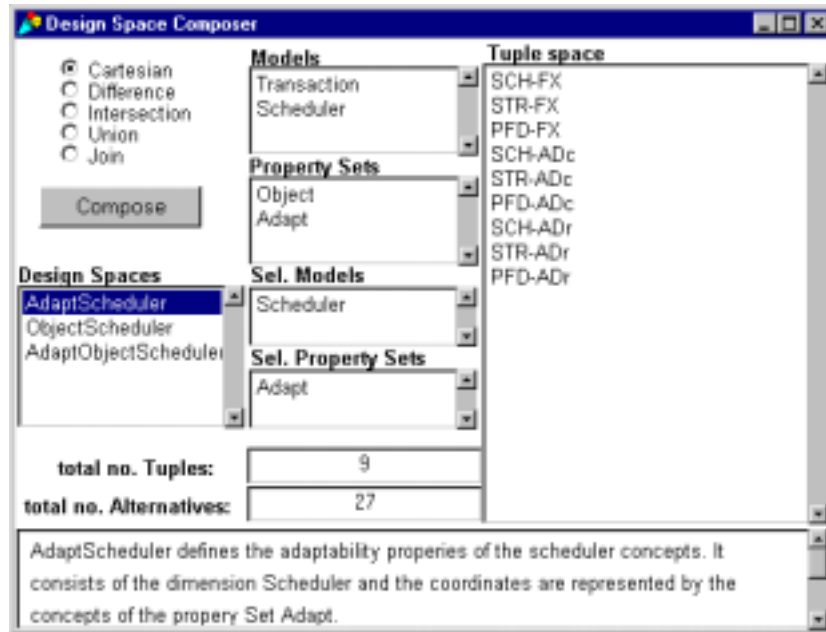 Design Space Composer
Cartesian
Difference
Intersection
Union
Join
Compose
Models
Transaction
Scheduler
Property Sets
Object
Adapt
Design Spaces
AdaptScheduler
ObjectScheduler
AdaptObjectScheduler
Sel. Models
Scheduler
Sel. Property Sets
Adapt
Tuple space
SCH-FX
STR-FX
PFD-FX
SCH-ADc
STR-ADc
PFD-ADc
SCH-ADr
STR-ADr
PFD-ADr
total no. Tuples: 9
total no. Alternatives: 27
AdaptScheduler defines the adaptability properies of the scheduler concepts. It
consists of the dimension Scheduler and the coordinates are represented by the
concepts of the propery Set Adapt.